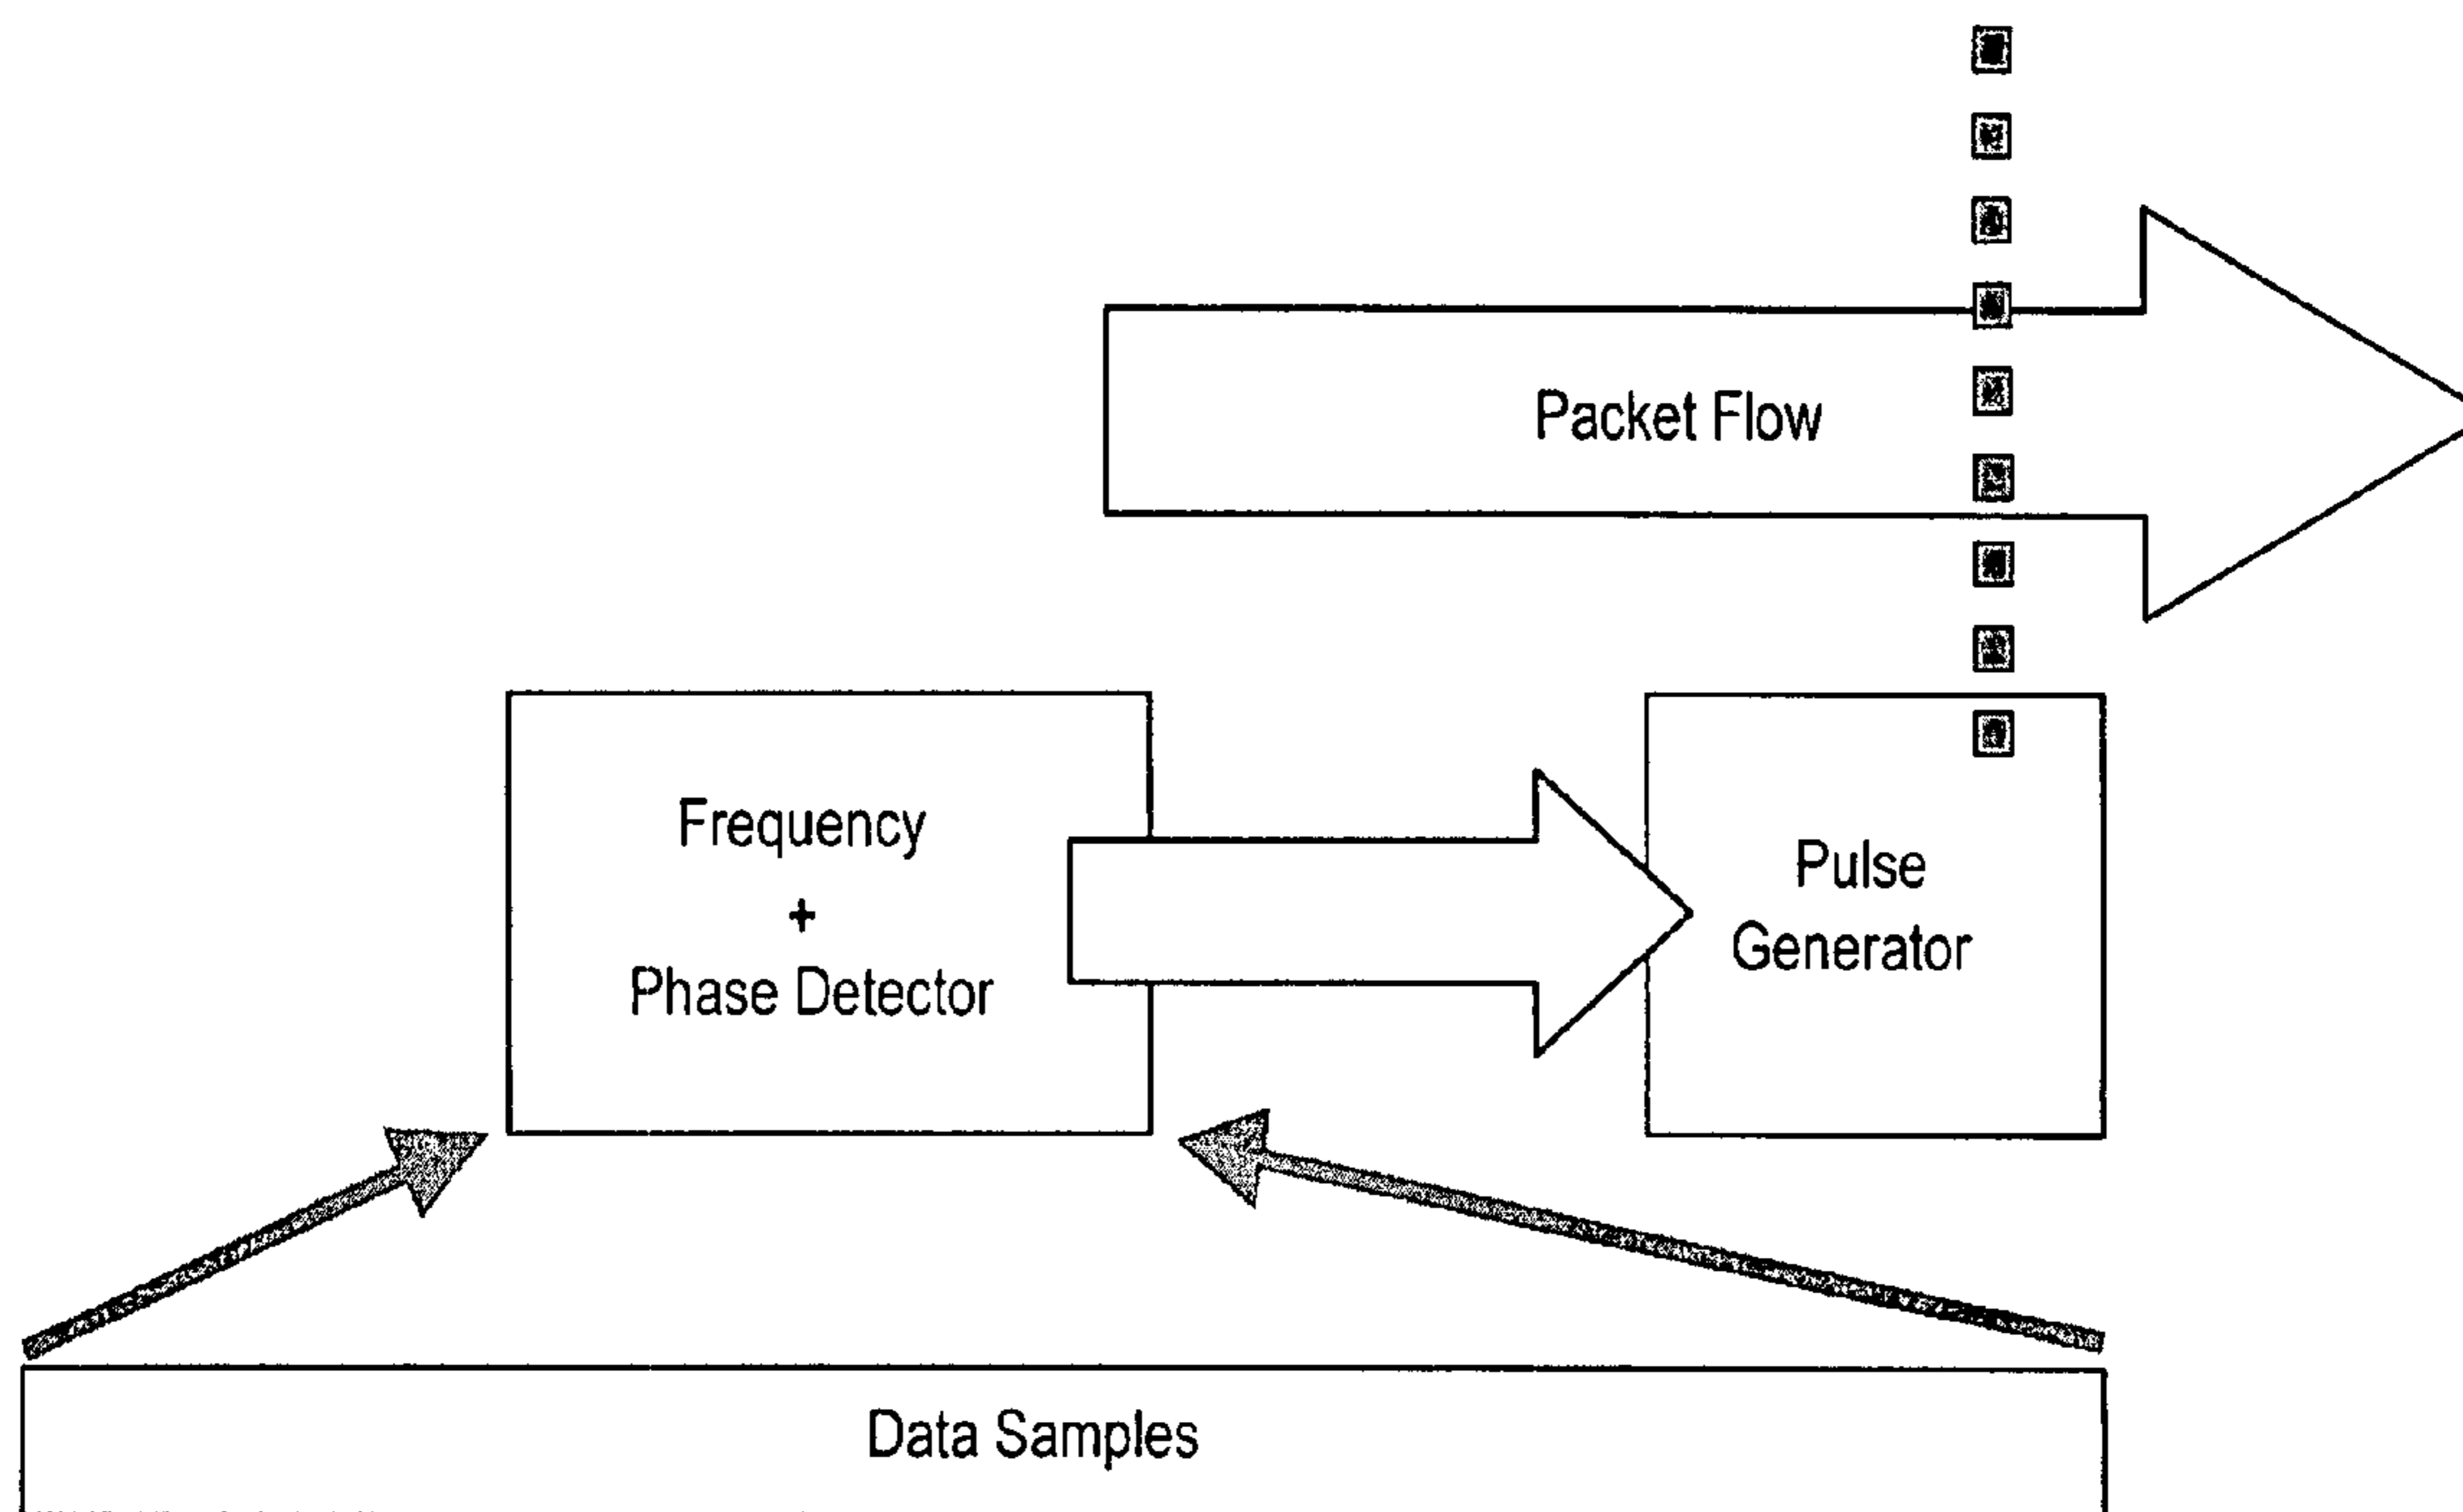 Packet Flow
Frequency
+
Phase Detector
Pulse
Generator
Data Samples